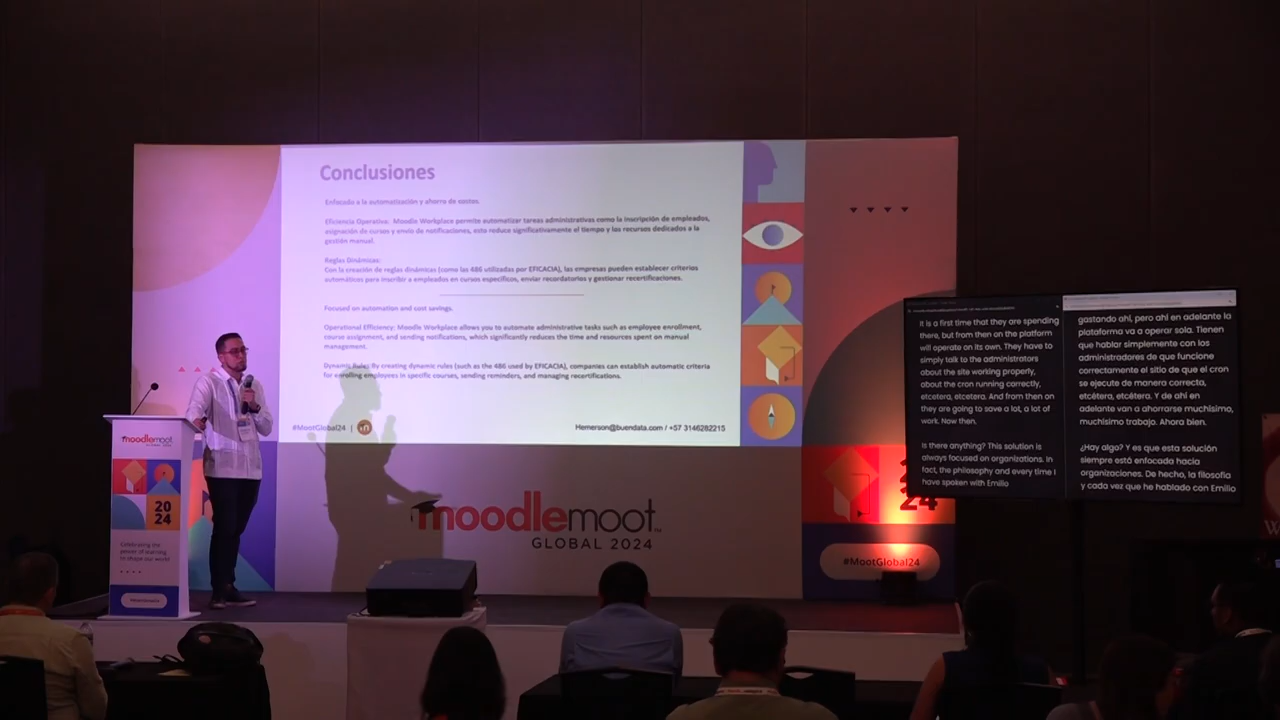 Conclusiones
Enfocado a la automatización y ahorro de costos.
Eficiencia Operativa: Moodle Workplace permite automatizar tareas administrativas como la inscripción de empleados,
asignación de cursos y envío de notificaciones, esto reduce significativamente el tiempo y los recursos dedicados a la
gestión manual.
Reglas Dinámicas:
Con la creación de reglas dinámicas (como las 486 utilizadas por EFICACIA), las empresas pueden establecer criterios
automáticos para inscribir a empleados en cursos específicos, enviar recordatorios y gestionar recertificaciones.
Focused on automation and cost savings.
Operational Efficiency: Moodle Workplace allows you to automate administrative tasks such as employee enrollment,
course assignment, and sending notifications, which significantly reduces the time and resources spent on manual
management.
Dynamic Rules: By creating dynamic rules (such as the 486 used by EFICACIA), companies can establish automatic criteria
for enrolling employees in specific courses, sending reminders, and managing recertifications.
#MootGlobal24 |
Hemerson@buendata.com / +57 3146282215
moodlemoot
GLOBAL 2024
24
#MootGlobal24
moodlemoot
GLOBAL 2024
20
24
Celebrating the
power of learning
to shape our world
it is a first time that they are spending
there, but from then on the platform
will operate on its own. They have to
simply talk to the administrators
about the site working properly,
about the cron running correctly,
etcetera, etcetera. And from then on
they are going to save a lot, a lot of
work. Now then.
Is there anything? This solution is
always focused on organizations. In
fact, the philosophy and every time I
have spoken with Emilio
gastando ahí, pero ahí en adelante la
plataforma va a operar sola. Tienen
que hablar simplemente con los
administradores de que funcione
correctamente el sitio de que el cron
se ejecute de manera correcta,
etcétera, etcétera. Y de ahí en
adelante van a ahorrarse muchísimo,
muchísimo trabajo. Ahora bien.
¿Hay algo? Y es que esta solución
siempre está enfocada hacia
organizaciones. De hecho, la filosofía
y cada vez que he hablado con Emilio